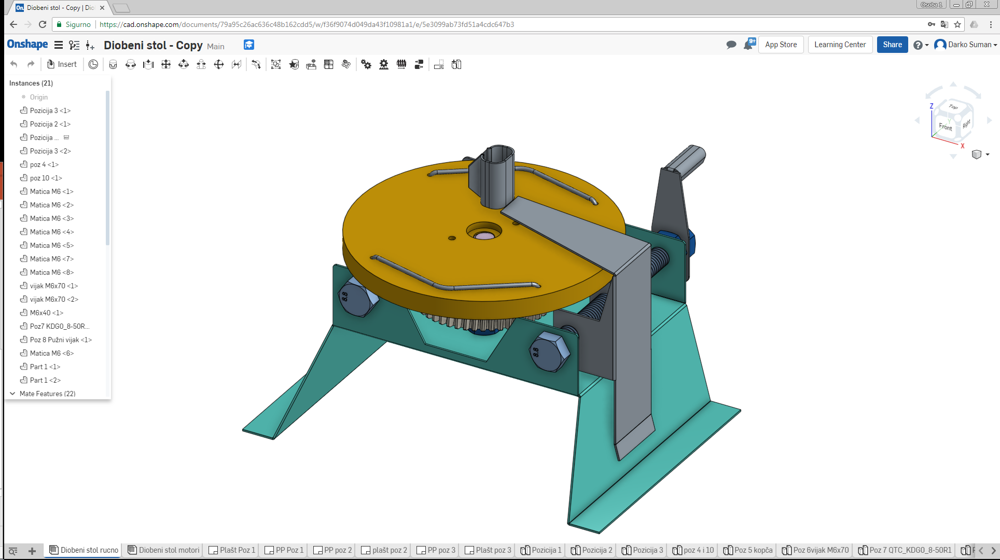 On Diobeni stol - Copy | Dio
Osoba 1
Sigurno | https://cad.onshape.com/documents/79a95c26ac636c48b162cdd5/w/f36f9074d049da43f10981a1/e/5e3099ab73fd51a4cdc647b3
Onshape Diobeni stol - Copy Main 9+ App Store Learning Center Share Darko Suman
Insert
Instances (21)
Origin
Pozicija 3 <1>
Pozicija 2 <1>
Pozicija ...
Pozicija 3 <2>
poz 4 <1>
poz 10 <1>
Matica M6 <1>
Matica M6 <2>
Matica M6 <3>
Matica M6 <4>
Matica M6 <5>
Matica M6 <7>
Matica M6 <8>
vijak M6x70 <1>
vijak M6x70 <2>
M6x40 <1>
Poz7 KDG0_8-50R...
Poz 8 Pužni vijak <1>
Matica M6 <6>
Part 1 <1>
Part 1 <2>
Mate Features (22)
Z
Top
Y
Front
Right
X
8.8
8.8
Diobeni stol rucno Diobeni stol motori Plašt Poz 1 PP Poz 1 PP poz 2 plašt poz 2 PP poz 3 Plašt poz 3 Pozicija 1 Pozicija 2 Pozicija 3 poz 4 i 10 Poz 5 kopča Poz 6vijak M6x70 Poz 7 QTC_KDG0_8-50R1